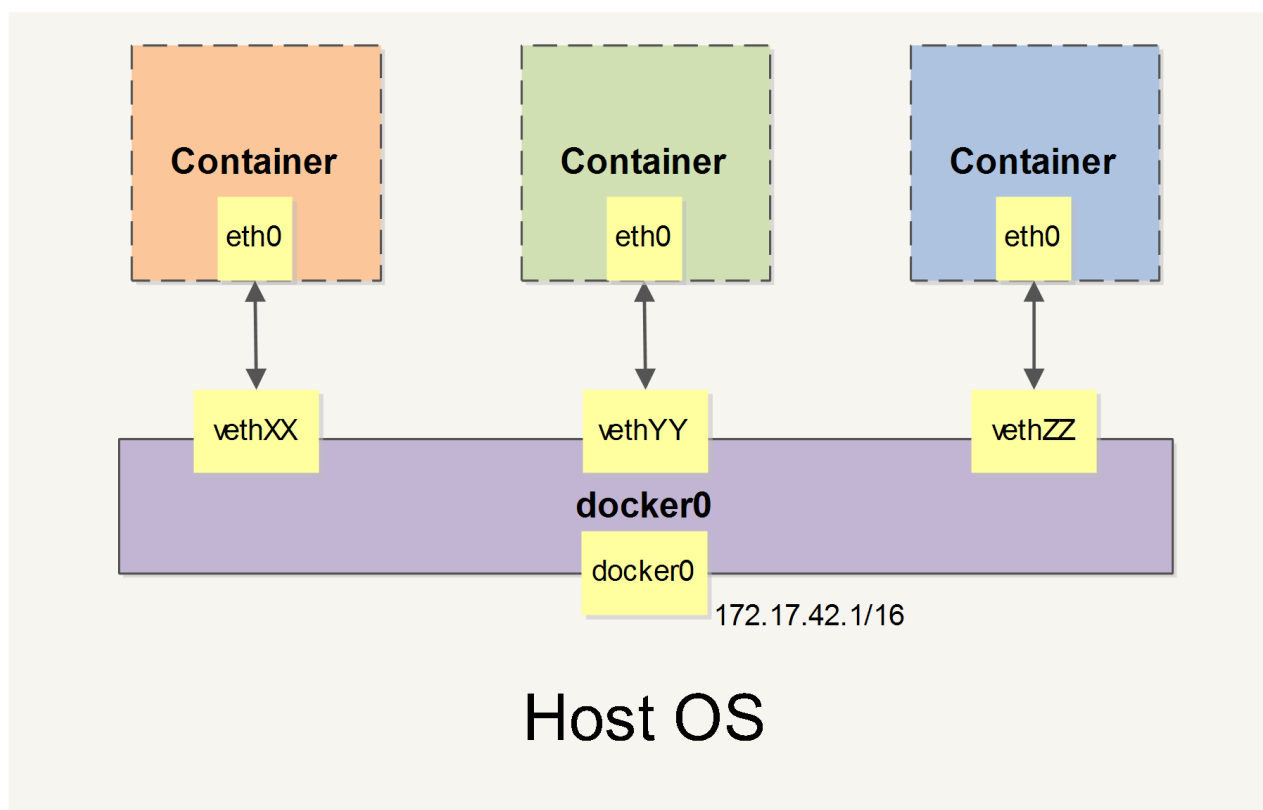 Container
Container
Container
eth0
eth0
eth0
vethXX
vethYY
vethZZ
docker0
docker0
172.17.42.1/16
Host OS